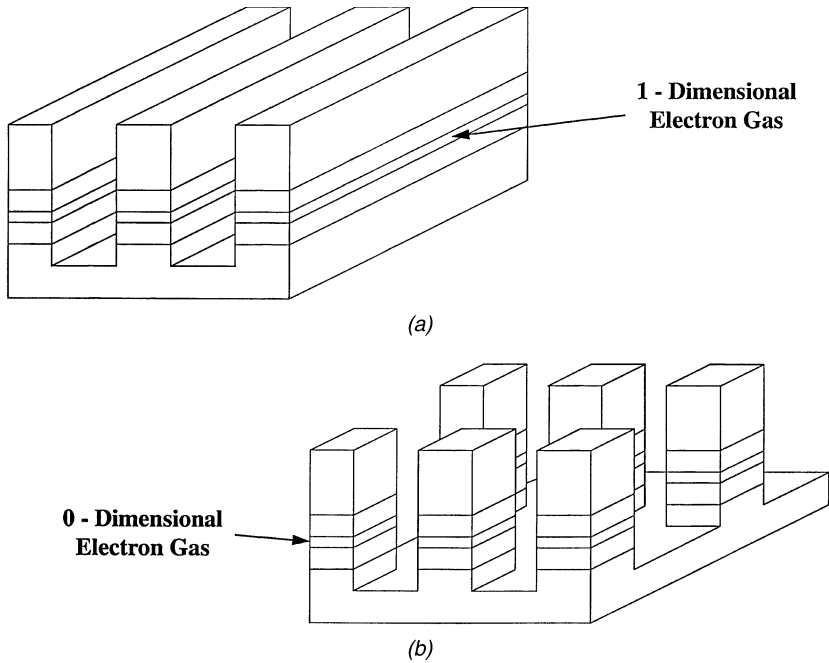 1 - Dimensional
Electron Gas
(a)
0 - Dimensional
Electron Gas
(b)